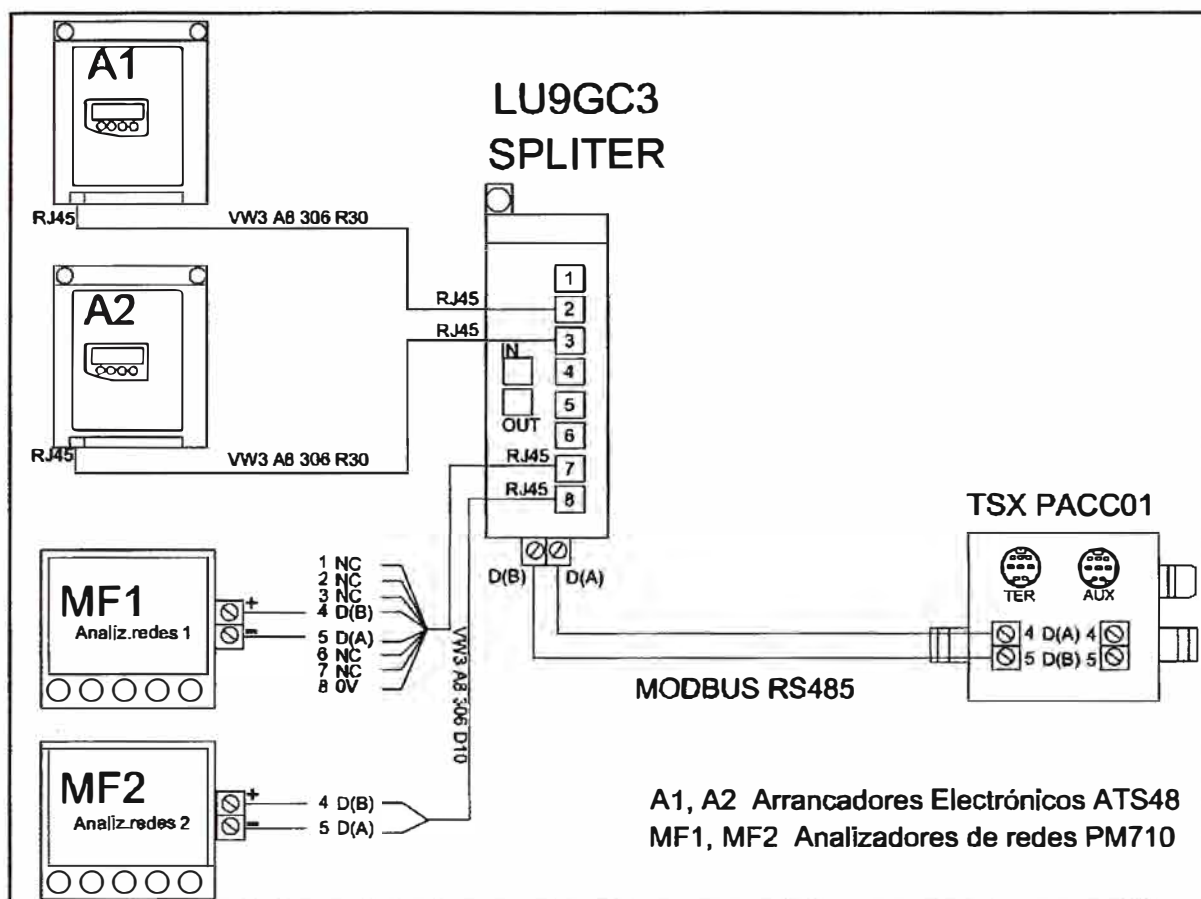 A1
RJ45
VW3 A8 306 R30
A2
RJ45
VW3 A8 306 R30
LU9GC3
SPLITER
RJ45
RJ45
1
2
3
4
5
6
7
8
IN
OUT
RJ45
RJ45
D(B)
D(A)
MF1
Analiz.redes 1
+
-
1 NC
2 NC
3 NC
4 D(B)
5 D(A)
6 NC
7 NC
8 0V
VW3 A8 306 D10
MF2
Analiz.redes 2
+
-
4 D(B)
5 D(A)
MODBUS RS485
TSX PACC01
TER
AUX
4 D(A) 4
5 D(B) 5
A1, A2 Arrancadores Electrónicos ATS48
MF1, MF2 Analizadores de redes PM710